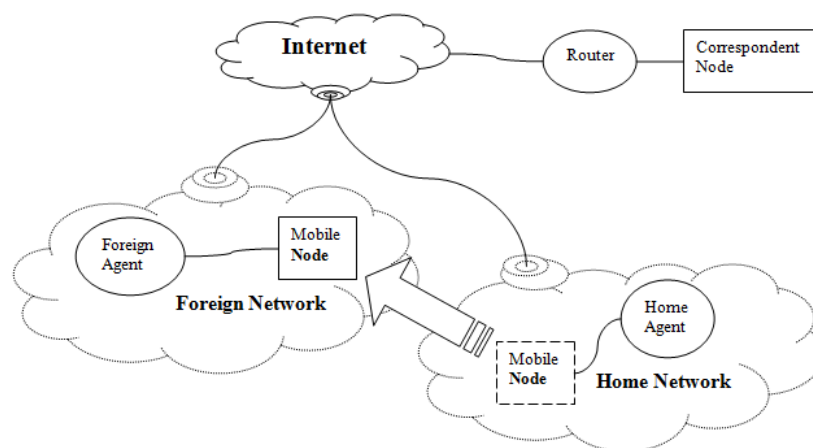 Internet
Router
Correspondent
Node
Foreign
Agent
Mobile
Node
Foreign Network
Home
Agent
Mobile
Node
Home Network